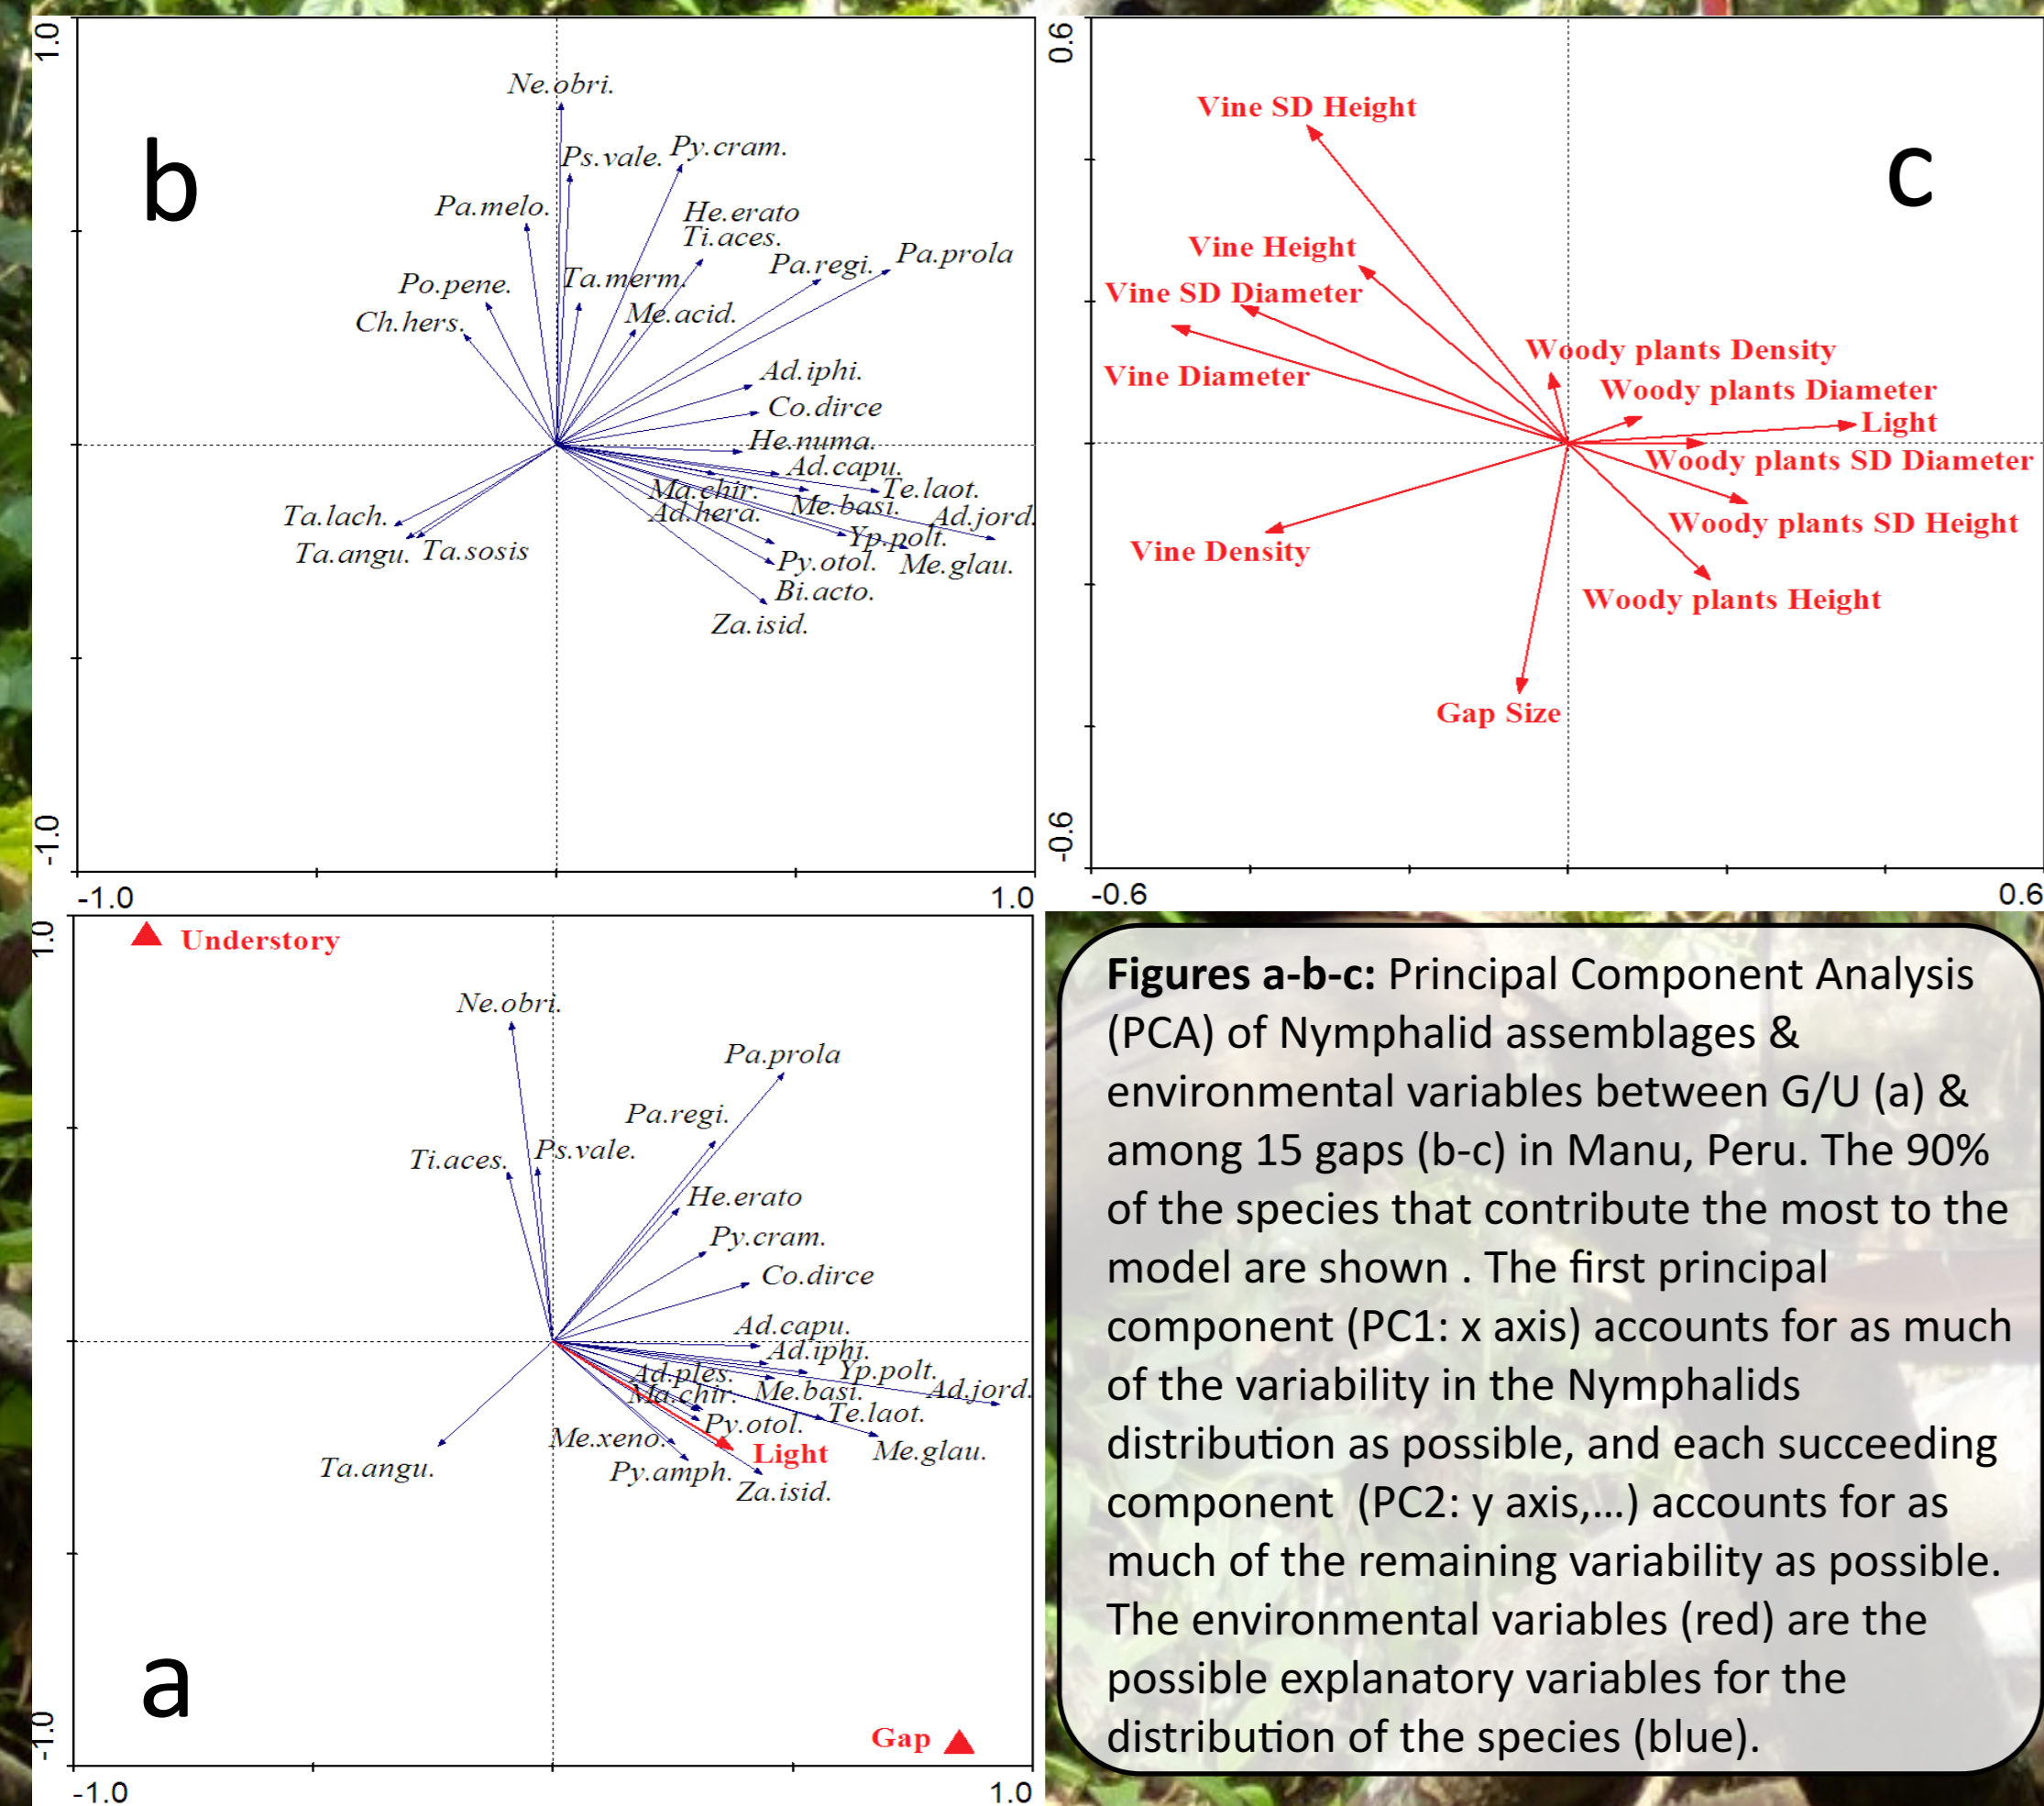 1.0
b
Ne.obri.
Ps.vale.
Py.cram.
Pa.melo.
He.erato
Ti.aces.
Pa.regi.
Pa.prola
Po.pene.
Ta.merm.
Ch.hers.
Me.acid.
Ad.iphi.
Co.dirce
He.numa.
Ad.capu.
Ma.chir.
Te.laot.
Me.basi.
Ad.hera.
Ad.jord.
Yp.polt.
Ta.lach.
Ta.angu.
Ta.sosis
Py.otol.
Me.glau.
Bi.acto.
Za.isid.
-1.0
-1.0
1.0
0.6
c
Vine SD Height
Vine Height
Vine SD Diameter
Vine Diameter
Woody plants Density
Woody plants Diameter
Light
Woody plants SD Diameter
Woody plants SD Height
Vine Density
Woody plants Height
Gap Size
-0.6
-0.6
0.6
1.0
Understory
Ne.obri.
Pa.prola
Pa.regi.
Ti.aces.
Ps.vale.
He.erato
Py.cram.
Co.dirce
Ad.capu.
Ad.iphi.
Ad.ples.
Yp.polt.
Ma.chir.
Me.basi.
Ad.jord.
Te.laot.
Py.otol.
Me.xeno.
Light
Me.glau.
Ta.angu.
Py.amph.
Za.isid.
a
Gap
-1.0
-1.0
1.0
Figures a-b-c: Principal Component Analysis
(PCA) of Nymphalid assemblages &
environmental variables between G/U (a) &
among 15 gaps (b-c) in Manu, Peru. The 90%
of the species that contribute the most to the
model are shown . The first principal
component (PC1: x axis) accounts for as much
of the variability in the Nymphalids
distribution as possible, and each succeeding
component (PC2: y axis,...) accounts for as
much of the remaining variability as possible.
The environmental variables (red) are the
possible explanatory variables for the
distribution of the species (blue).